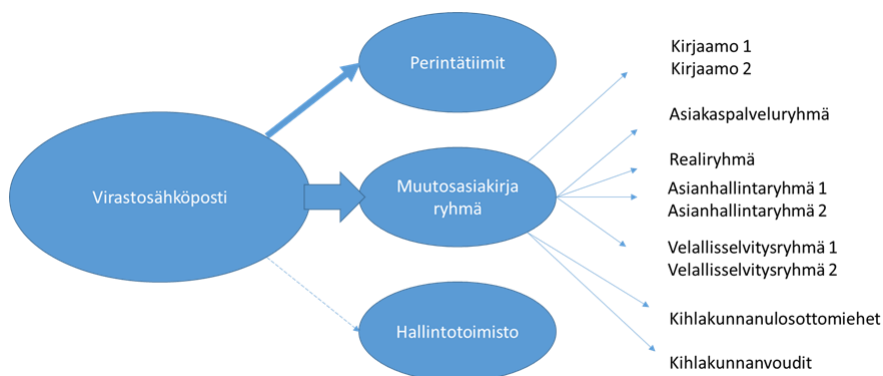 Virastosähköposti
Perintätiimit
Muutosasiakirja
ryhmä
Hallintotoimisto
Kirjaamo 1
Kirjaamo 2
Asiakaspalveluryhmä
Realiryhmä
Asianhallintaryhmä 1
Asianhallintaryhmä 2
Velallisselvitysryhmä 1
Velallisselvitysryhmä 2
Kihlakunnanulosottomiehet
Kihlakunnanvoudit